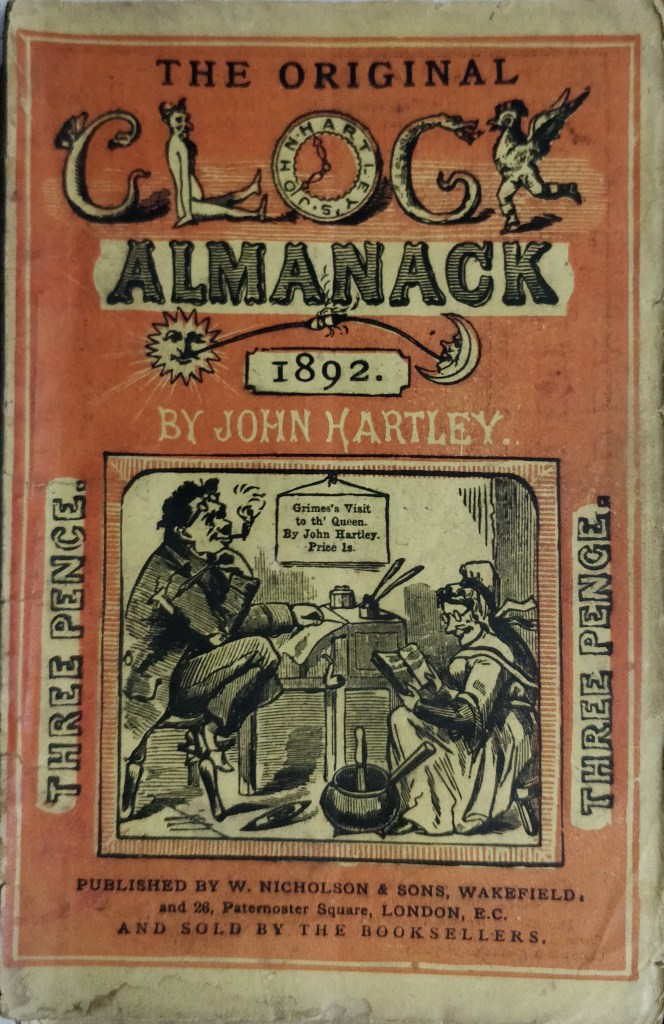 THE ORIGINAL
CLOCK
JOHN HARTLEY'S
ALMANACK
1892.
BY JOHN HARTLEY.
THREE PENCE.
Grimes's Visit
to th' Queen.
By John Hartley.
Price 1s.
THREE PENCE.
PUBLISHED BY W. NICHOLSON & SONS, WAKEFIELD,
and 26, Paternoster Square, LONDON, E.C.
AND SOLD BY THE BOOKSELLERS.